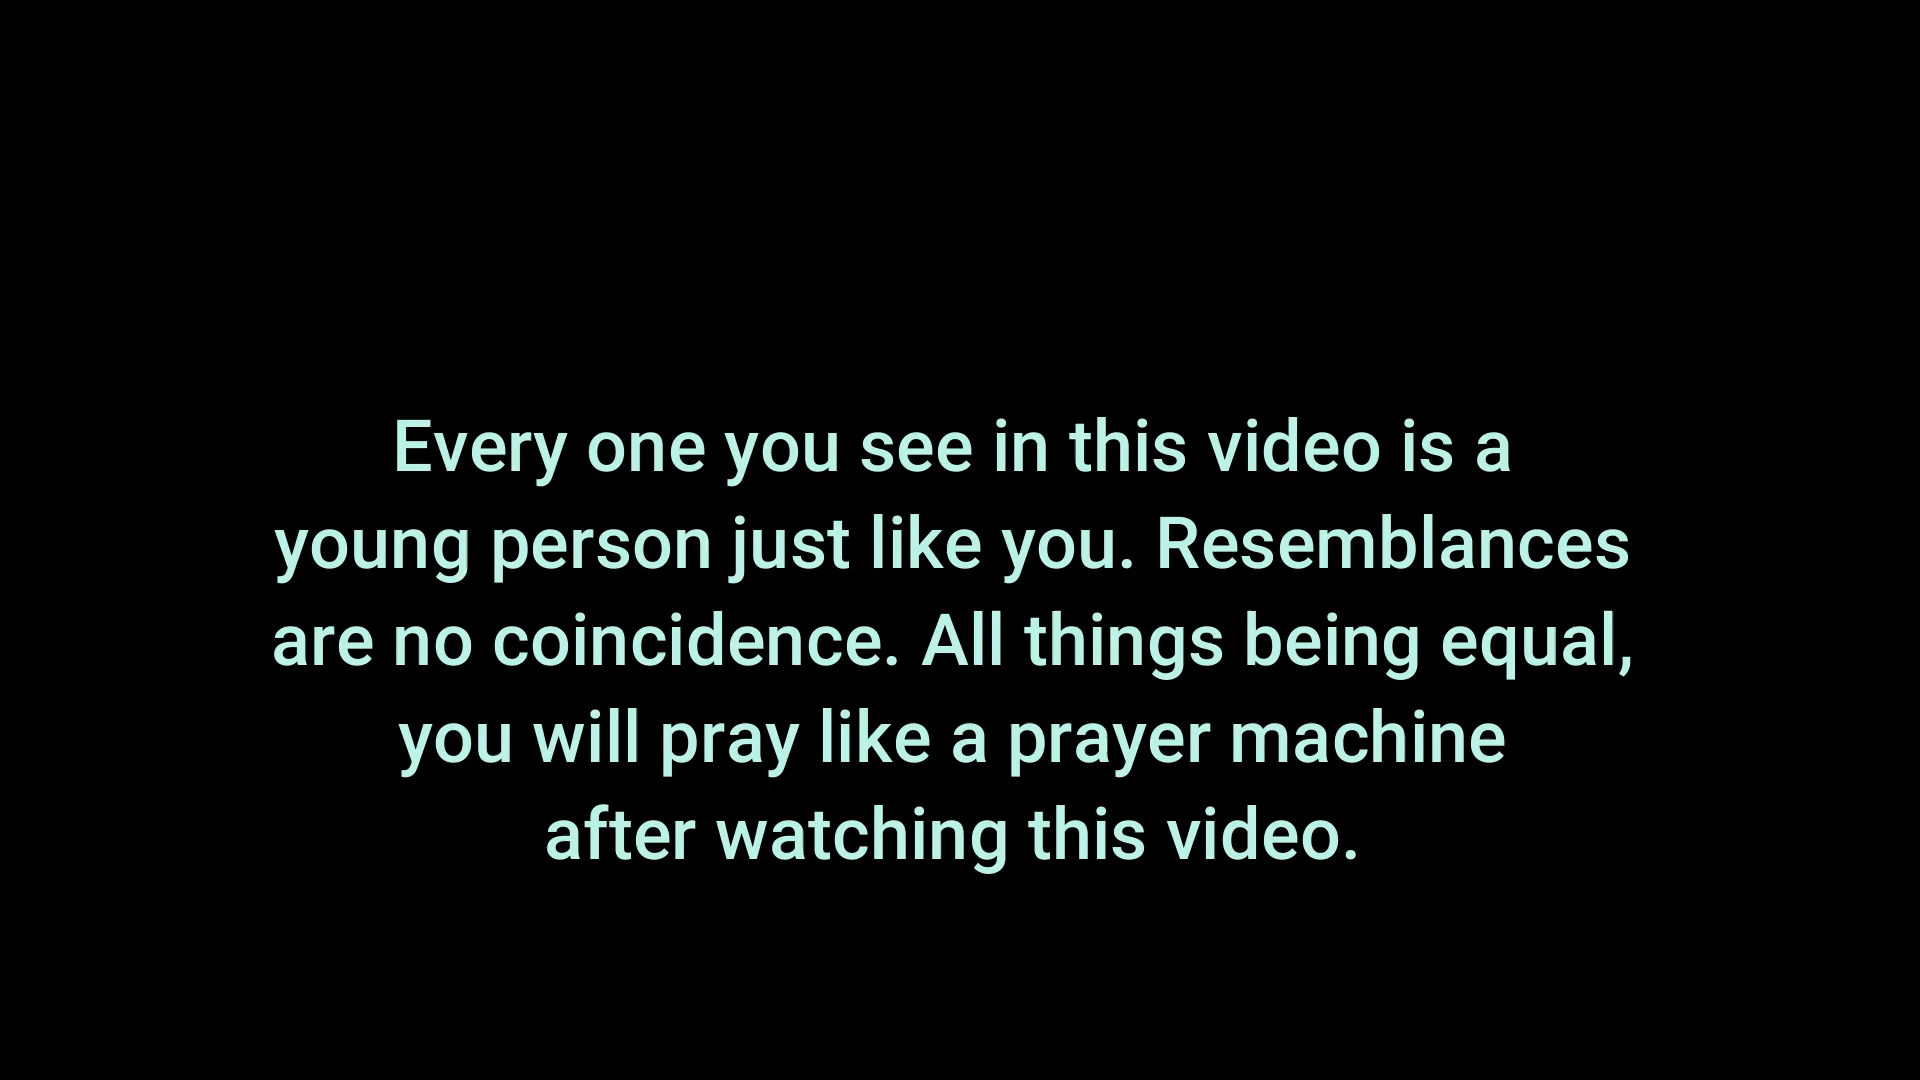 Every one you see in this video is a
young person just like you. Resemblances
are no coincidence. All things being equal,
you will pray like a prayer machine
after watching this video.